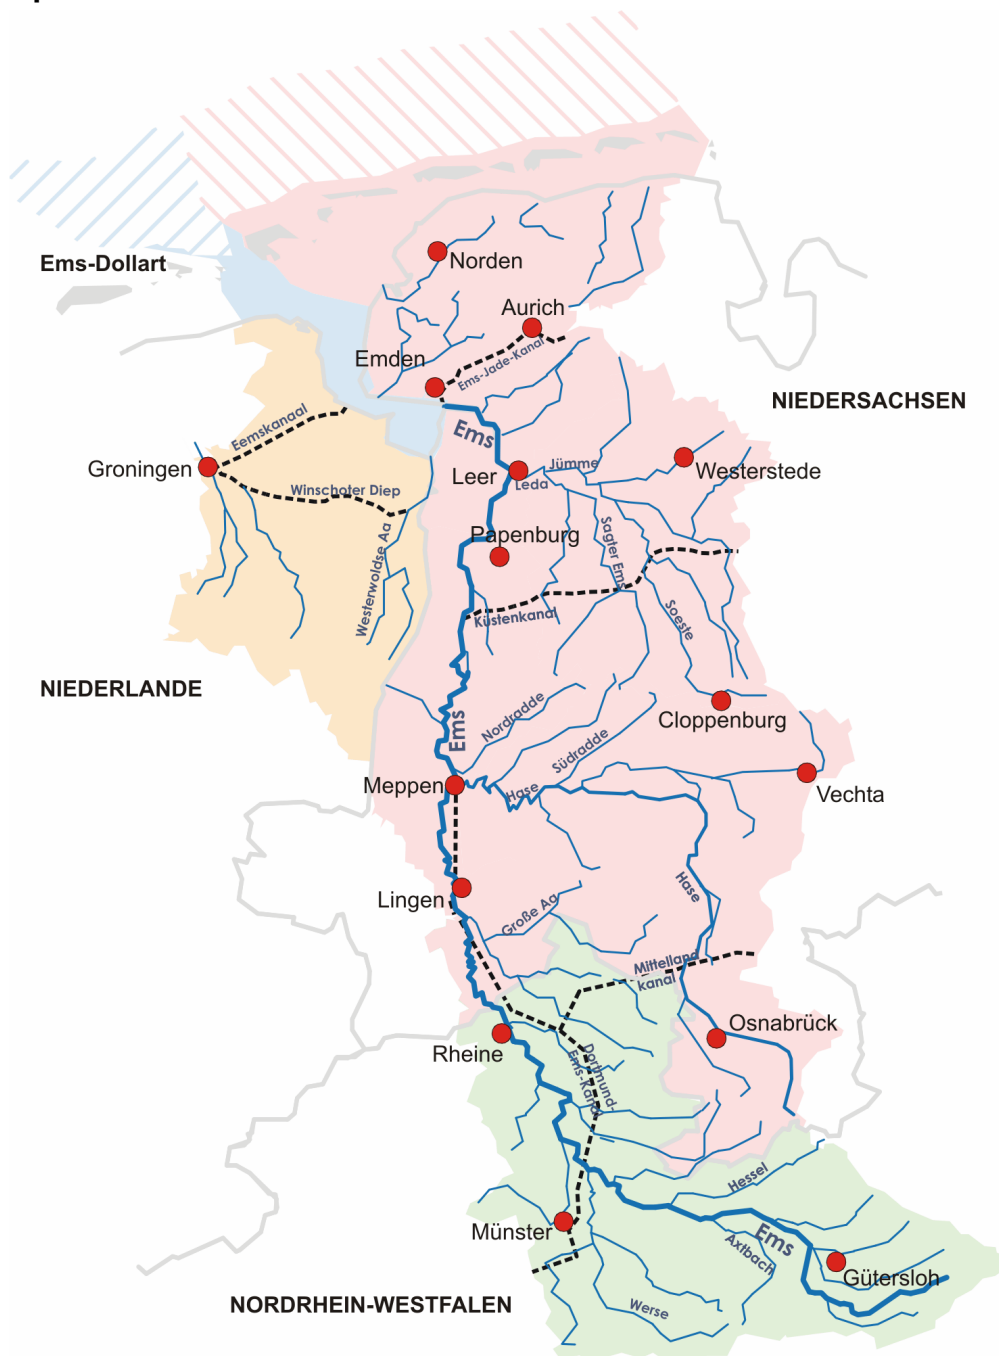 Ems-Dollart
Norden
Aurich
Emden
Ems-Jade-Kanal
NIEDERSACHSEN
Eemskanaal
Ems
Groningen
Leer
Jümme
Leda
Westerstede
Winschoter Diep
Papenburg
Sagter Ems
Westerwoldse Aa
Küstenkanal
Soeste
NIEDERLANDE
Nordradde
Ems
Südradde
Cloppenburg
Meppen
Hase
Vechta
Lingen
Große Aa
Hase
Mittelland
kanal
Osnabrück
Rheine
Dortmund-
Ems-Kanal
Hessel
Münster
Ems
Axtbach
Gütersloh
NORDRHEIN-WESTFALEN
Werse